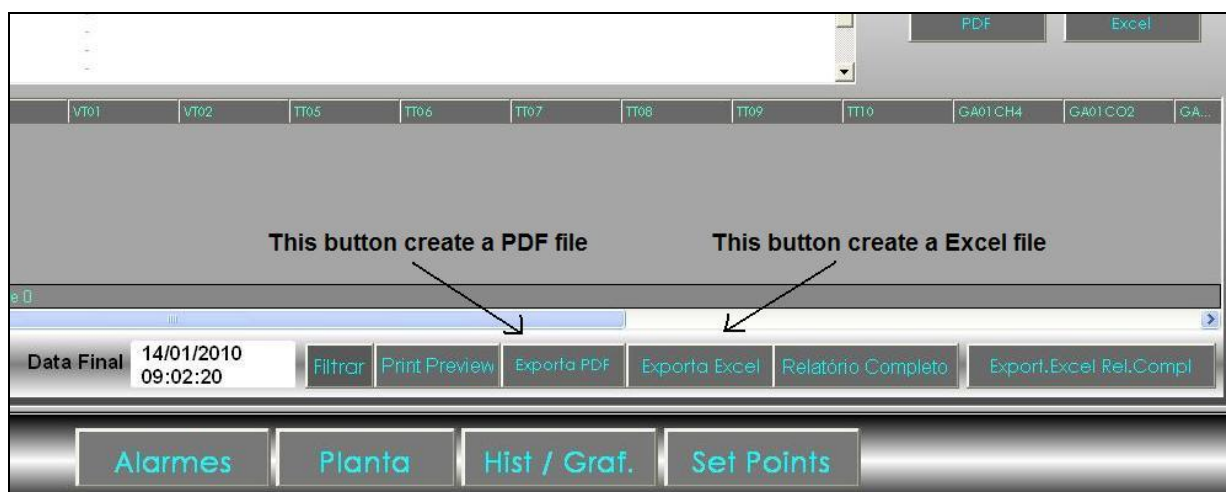 PDF Excel
VT01 VT02 TT05 TT06 TT07 TT08 TT09 TT10 GA01CH4 GA01CO2 GA...
This button create a PDF file This button create a Excel file
e 0
Data Final 14/01/2010
09:02:20
Filtrar Print Preview Exporta PDF Exporta Excel Relatório Completo Export.Excel Rel.Compl
Alarmes Planta Hist / Graf. Set Points